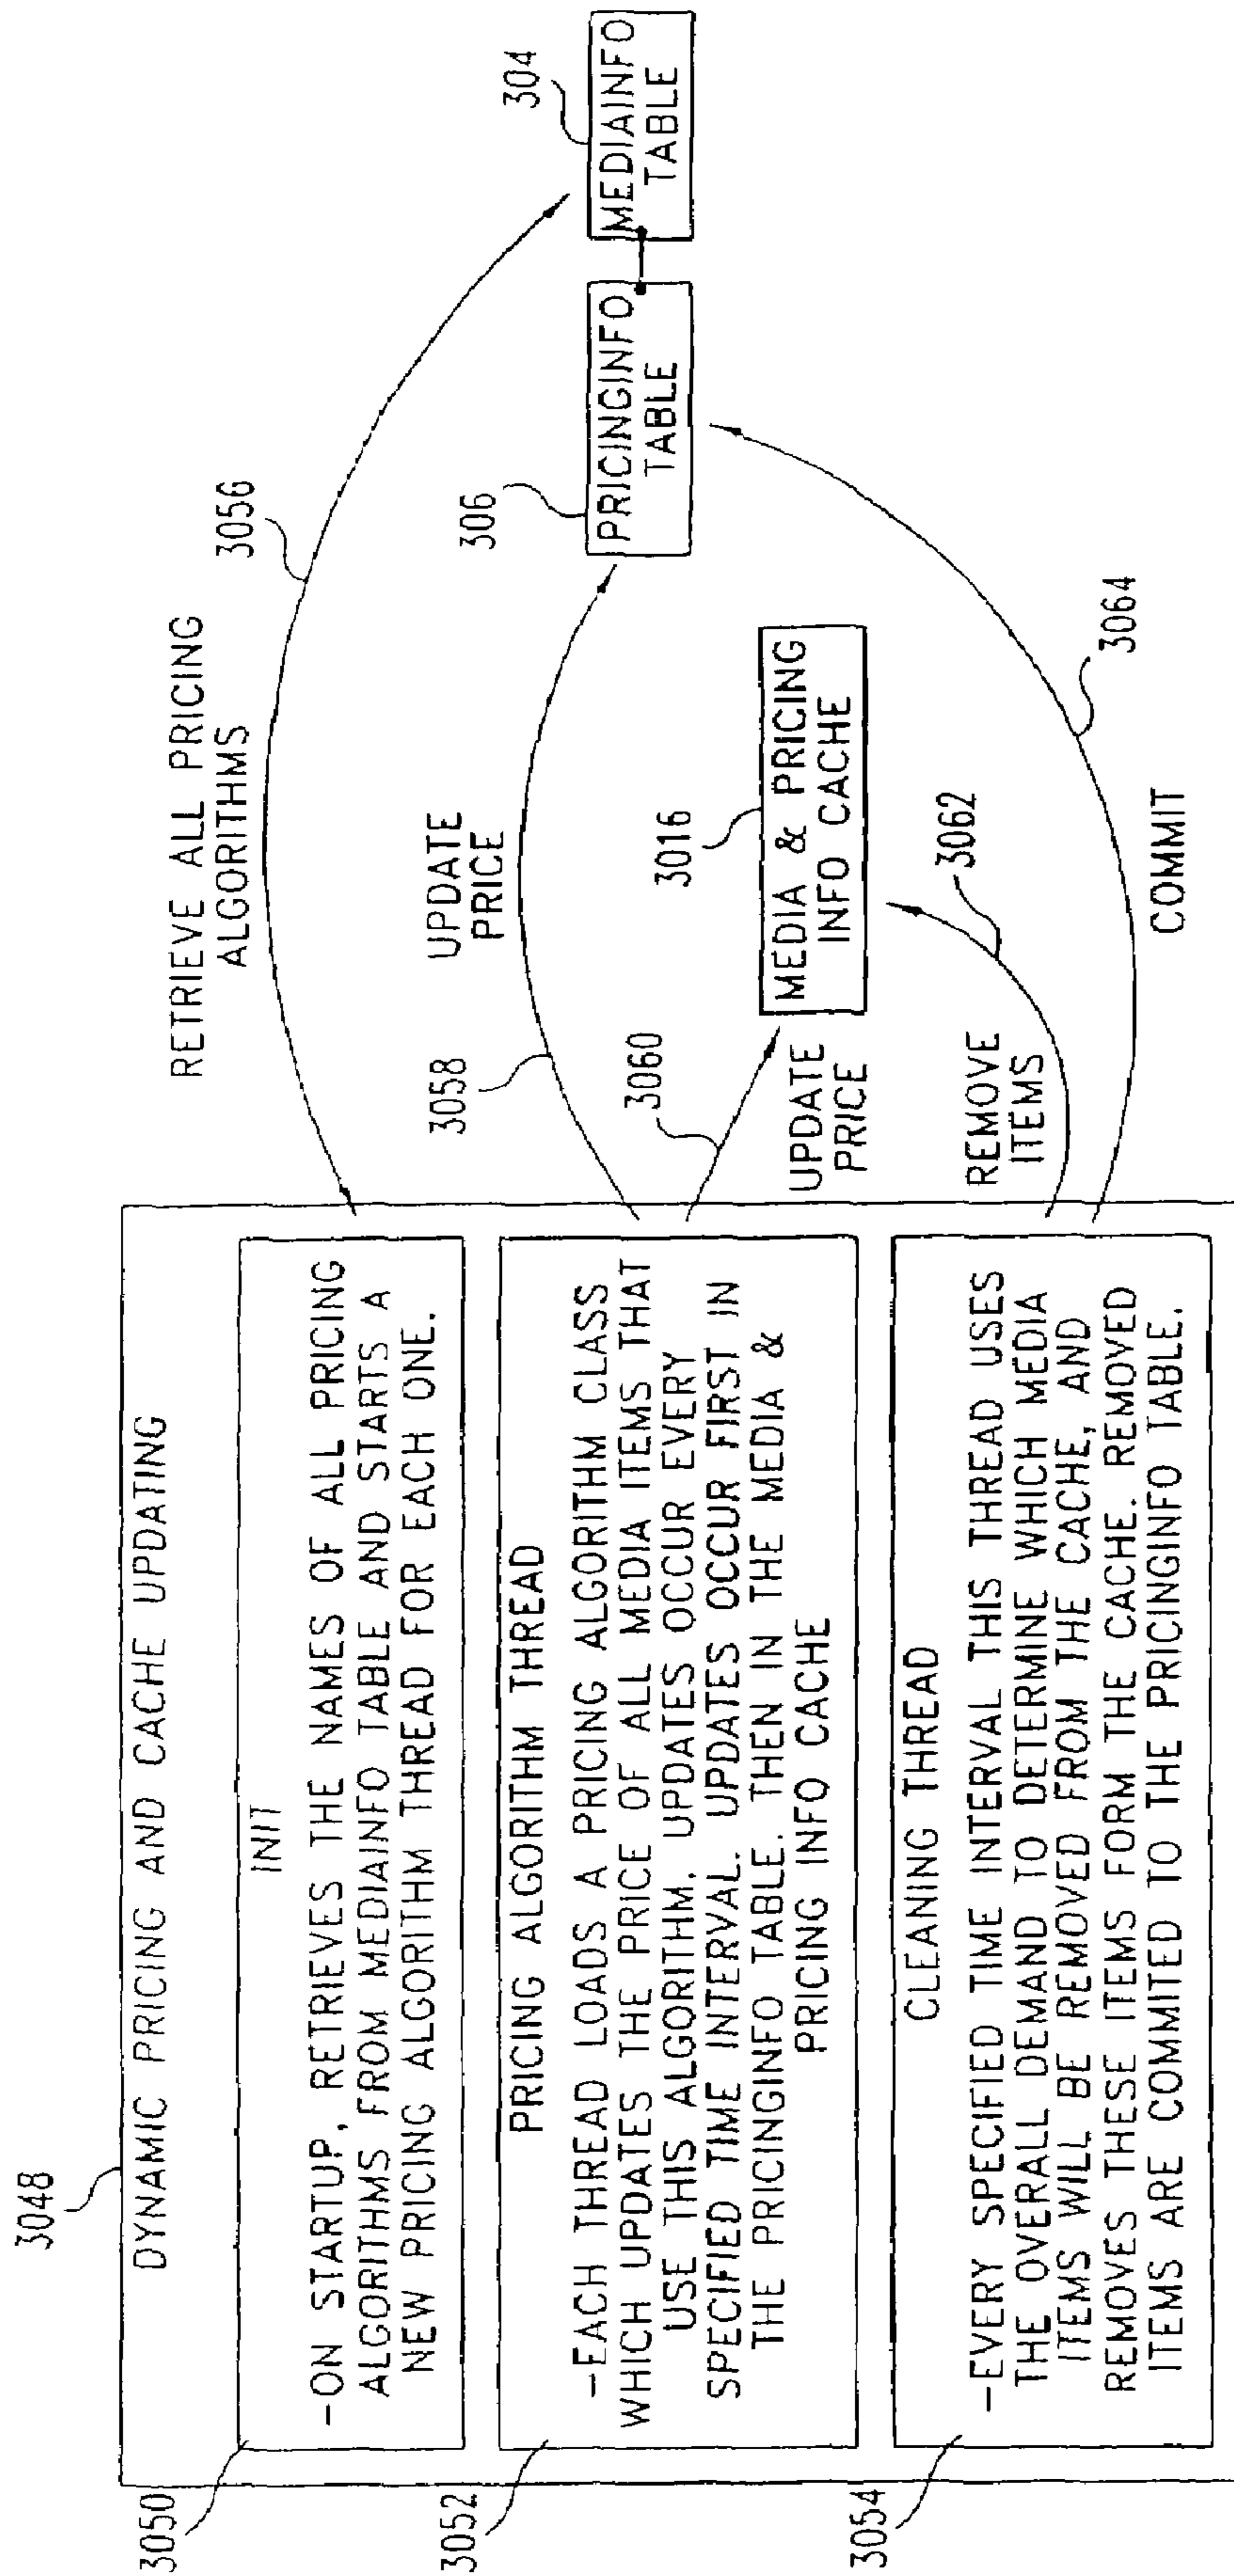 3048
DYNAMIC PRICING AND CACHE UPDATING
3050
INIT
-ON STARTUP, RETRIEVES THE NAMES OF ALL PRICING
ALGORITHMS FROM MEDIAINFO TABLE AND STARTS A
NEW PRICING ALGORITHM THREAD FOR EACH ONE.
3052
PRICING ALGORITHM THREAD
-EACH THREAD LOADS A PRICING ALGORITHM CLASS
WHICH UPDATES THE PRICE OF ALL MEDIA ITEMS THAT
USE THIS ALGORITHM. UPDATES OCCUR EVERY
SPECIFIED TIME INTERVAL. UPDATES OCCUR FIRST IN
THE PRICINGINFO TABLE. THEN IN THE MEDIA &
PRICING INFO CACHE
3054
CLEANING THREAD
-EVERY SPECIFIED TIME INTERVAL THIS THREAD USES
THE OVERALL DEMAND TO DETERMINE WHICH MEDIA
ITEMS WILL BE REMOVED FROM THE CACHE, AND
REMOVES THESE ITEMS FORM THE CACHE. REMOVED
ITEMS ARE COMMITED TO THE PRICINGINFO TABLE.
RETRIEVE ALL PRICING
ALGORITHMS
3056
UPDATE
PRICE
3058
3060
UPDATE
PRICE
REMOVE
ITEMS
3062
COMMIT
3064
3016
MEDIA & PRICING
INFO CACHE
306
PRICINGINFO
TABLE
304
MEDIAINFO
TABLE